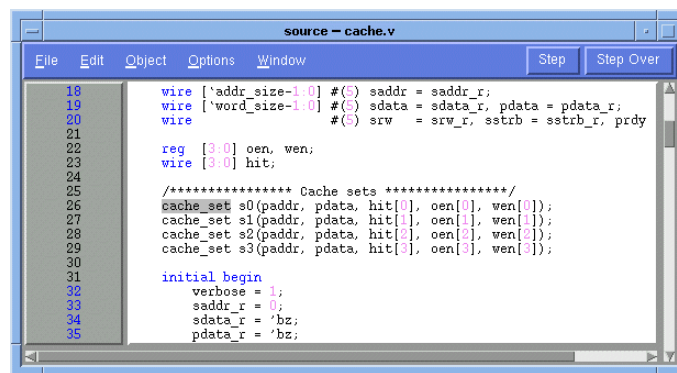 source – cache.v
File Edit Object Options Window Step Step Over
18 wire [`addr_size-1:0] #(5) saddr = saddr_r;
19 wire [`word_size-1:0] #(5) sdata = sdata_r, pdata = pdata_r;
20 wire #(5) srw = srw_r, sstrb = sstrb_r, prdy
21
22 reg [3:0] oen, wen;
23 wire [3:0] hit;
24
25 /**************** Cache sets ****************/
26 cache_set s0(paddr, pdata, hit[0], oen[0], wen[0]);
27 cache_set s1(paddr, pdata, hit[1], oen[1], wen[1]);
28 cache_set s2(paddr, pdata, hit[2], oen[2], wen[2]);
29 cache_set s3(paddr, pdata, hit[3], oen[3], wen[3]);
30
31 initial begin
32 verbose = 1;
33 saddr_r = 0;
34 sdata_r = 'bz;
35 pdata_r = 'bz;